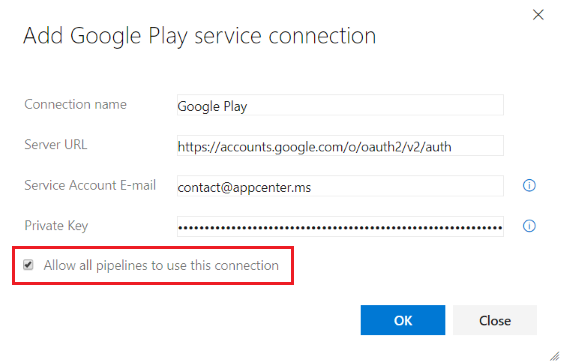 Add Google Play service connection
Connection name
Google Play
Server URL
https://accounts.google.com/o/oauth2/v2/auth
Service Account E-mail
contact@appcenter.ms
Private Key
Allow all pipelines to use this connection
OK
Close